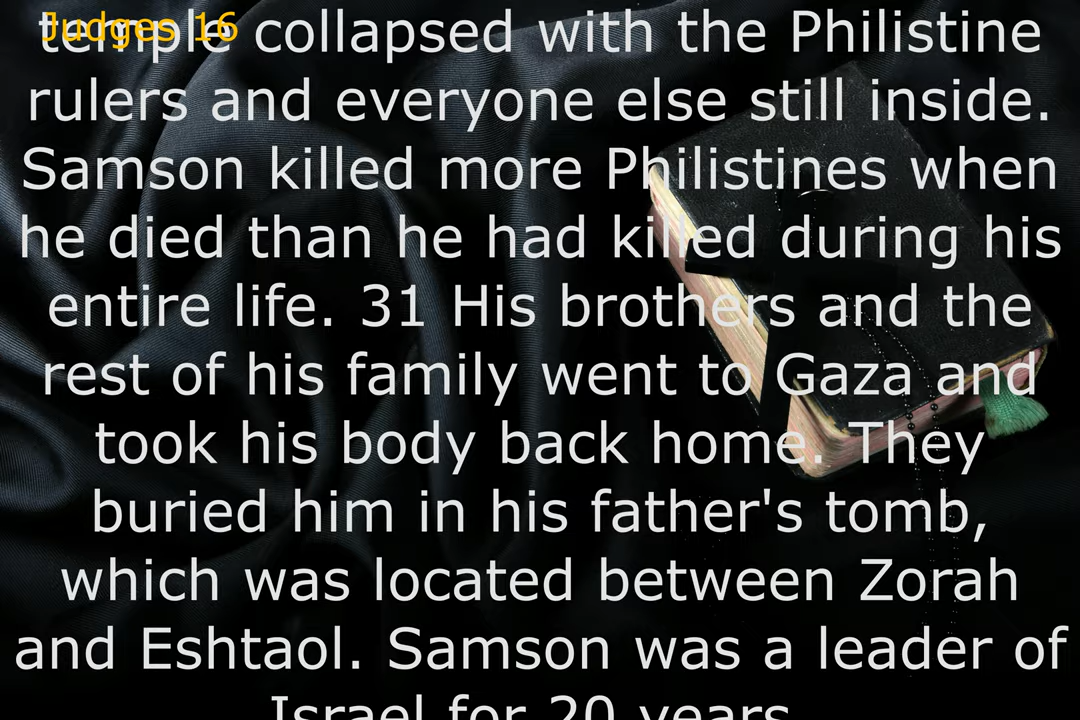 Judges 16
temple collapsed with the Philistine
rulers and everyone else still inside.
Samson killed more Philistines when
he died than he had killed during his
entire life. 31 His brothers and the
rest of his family went to Gaza and
took his body back home. They
buried him in his father's tomb,
which was located between Zorah
and Eshtaol. Samson was a leader of
Israel for 20 years.